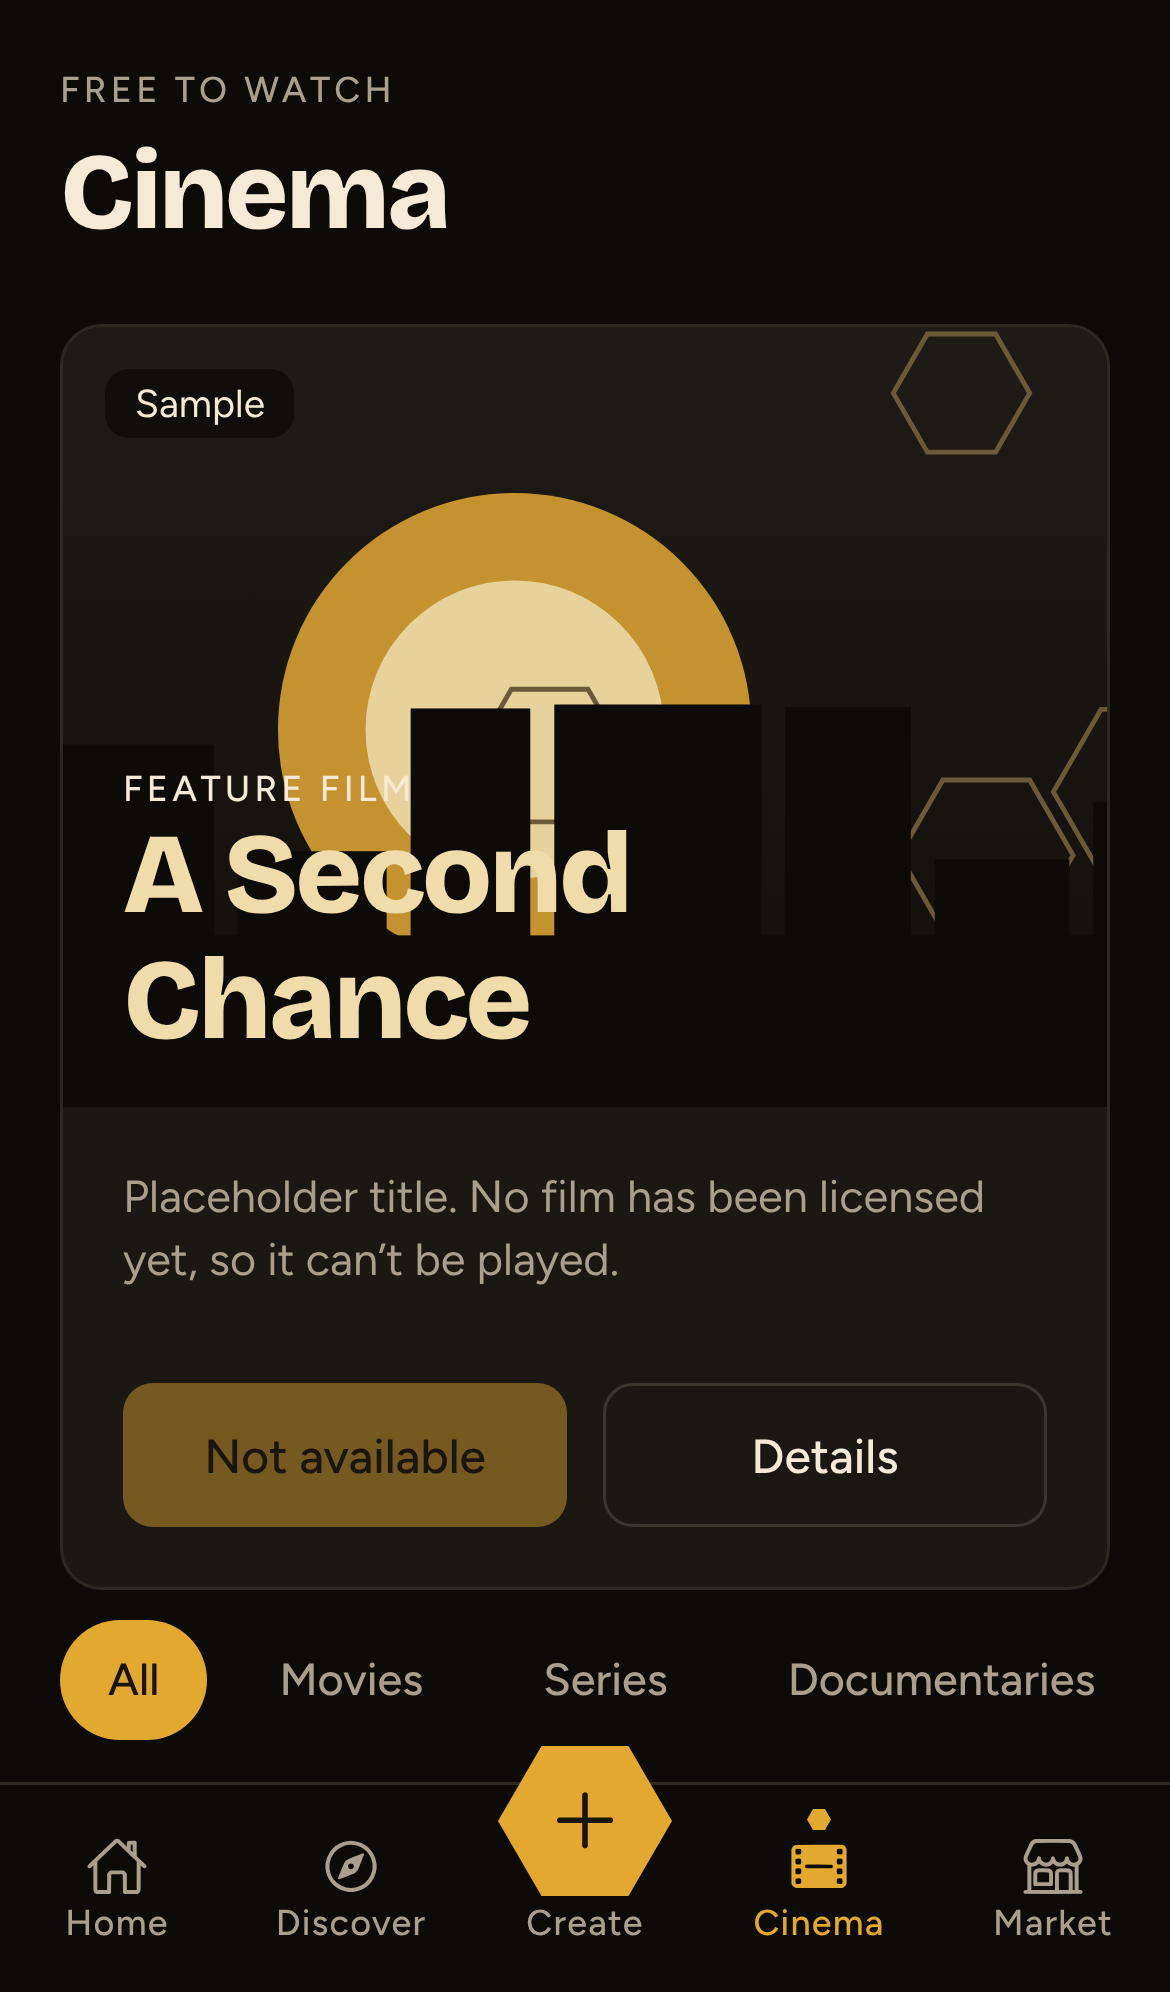 FREE TO WATCH
Cinema
Sample
FEATURE FILM
A Second
Chance
Placeholder title. No film has been licensed
yet, so it can’t be played.
Not available
Details
All
Movies
Series
Documentaries
Home
Discover
Create
Cinema
Market